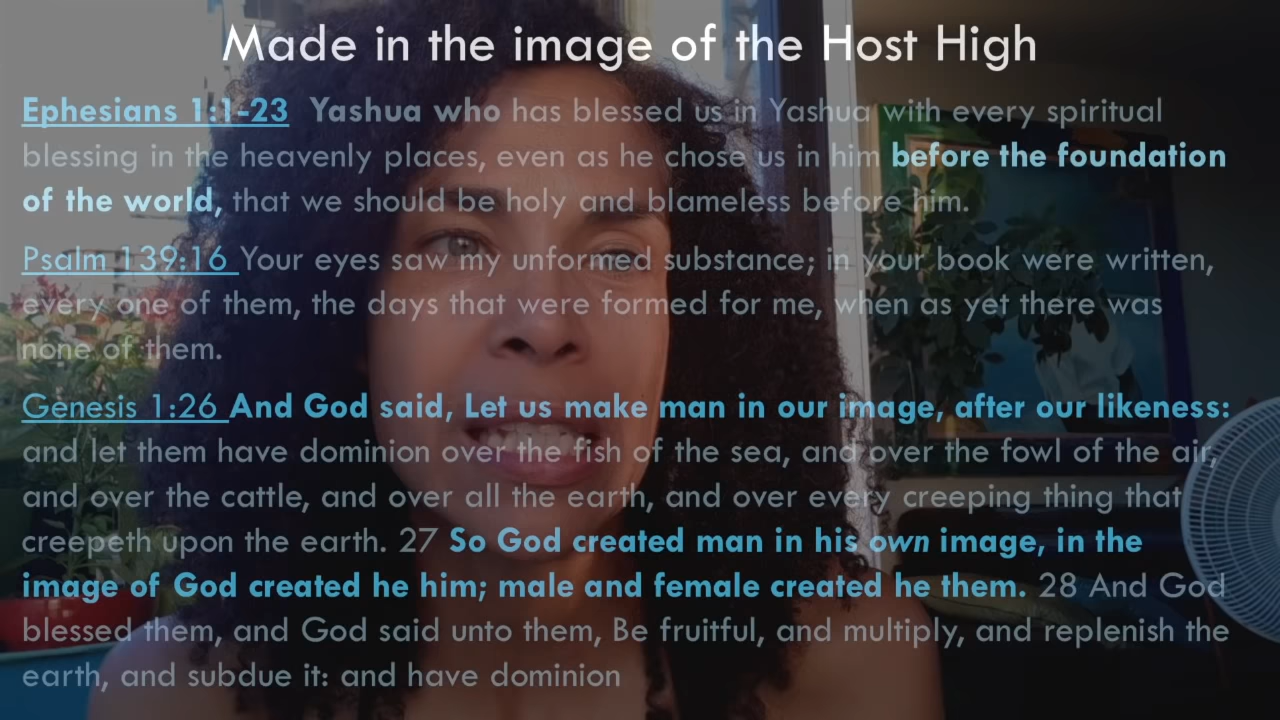 Made in the image of the Host High
Ephesians 1:1-23 Yashua who has blessed us in Yashua with every spiritual
blessing in the heavenly places, even as he chose us in him before the foundation
of the world, that we should be holy and blameless before him.
Psalm 139:16 Your eyes saw my unformed substance; in your book were written,
every one of them, the days that were formed for me, when as yet there was
none of them.
Genesis 1:26 And God said, Let us make man in our image, after our likeness:
and let them have dominion over the fish of the sea, and over the fowl of the air,
and over the cattle, and over all the earth, and over every creeping thing that
creepeth upon the earth. 27 So God created man in his own image, in the
image of God created he him; male and female created he them. 28 And God
blessed them, and God said unto them, Be fruitful, and multiply, and replenish the
earth, and subdue it: and have dominion